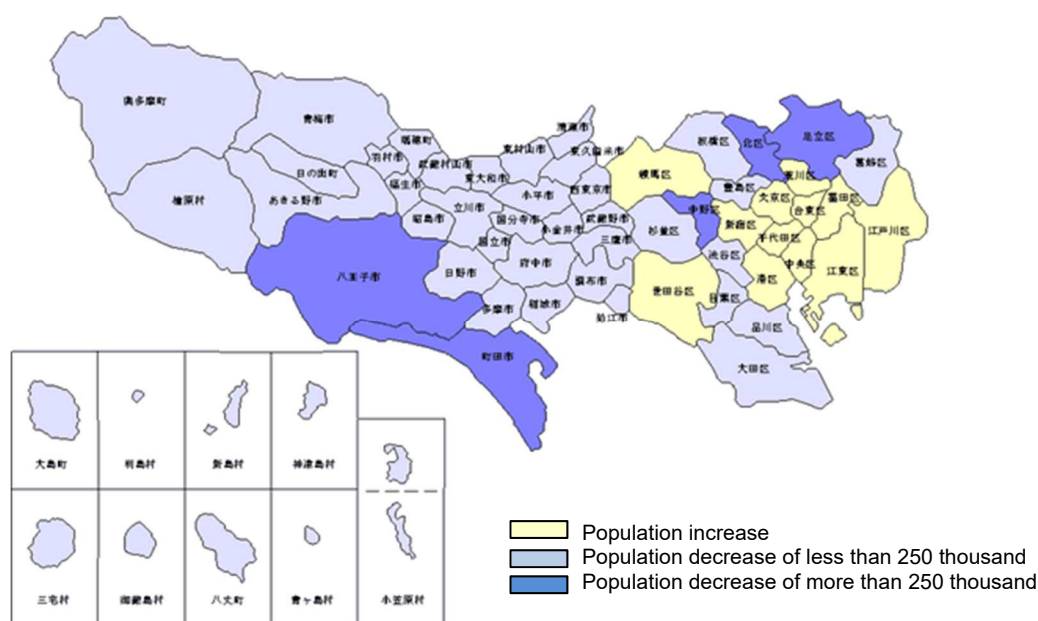 奥多摩町
青梅市
瑞穂町
羽村市
武蔵村山市
東村山市
清瀬市
東久留米市
練馬区
板橋区
北区
足立区
葛飾区
日の出町
檜原村
あきる野市
福生市
東大和市
昭島市
立川市
小平市
西東京市
国分寺市
小金井市
武蔵野市
国立市
三鷹市
中野区
杉並区
豊島区
文京区
荒川区
台東区
墨田区
江戸川区
新宿区
千代田区
渋谷区
中央区
江東区
港区
八王子市
日野市
府中市
調布市
世田谷区
目黒区
多摩市
稲城市
狛江市
品川区
町田市
大田区
大島町
利島村
新島村
神津島村
三宅村
御蔵島村
八丈町
青ヶ島村
小笠原村
Population increase
Population decrease of less than 250 thousand
Population decrease of more than 250 thousand